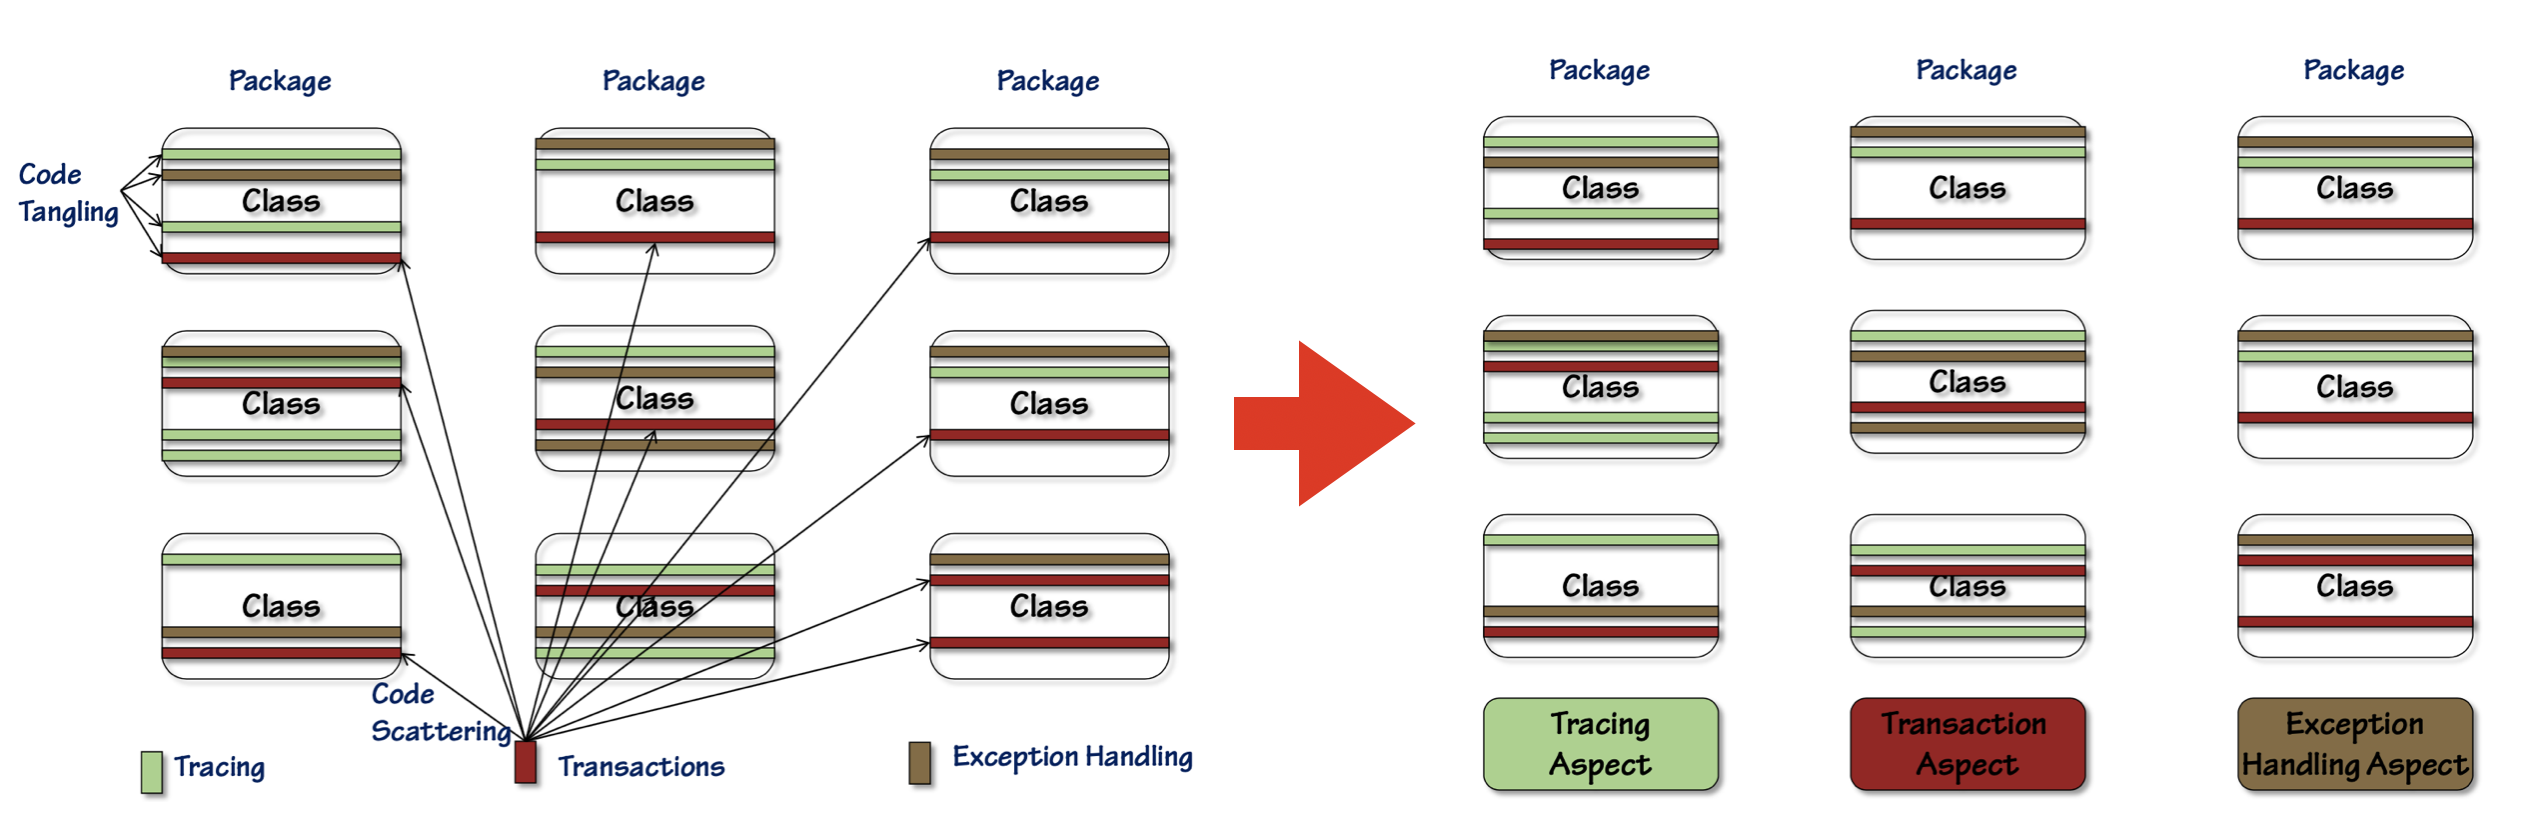 Package
Package
Package
Code
Tangling
Class
Class
Class
Class
Class
Class
Class
Class
Class
Code
Scattering
Tracing
Transactions
Exception Handling
Package
Package
Package
Class
Class
Class
Class
Class
Class
Class
Class
Class
Tracing
Aspect
Transaction
Aspect
Exception
Handling Aspect